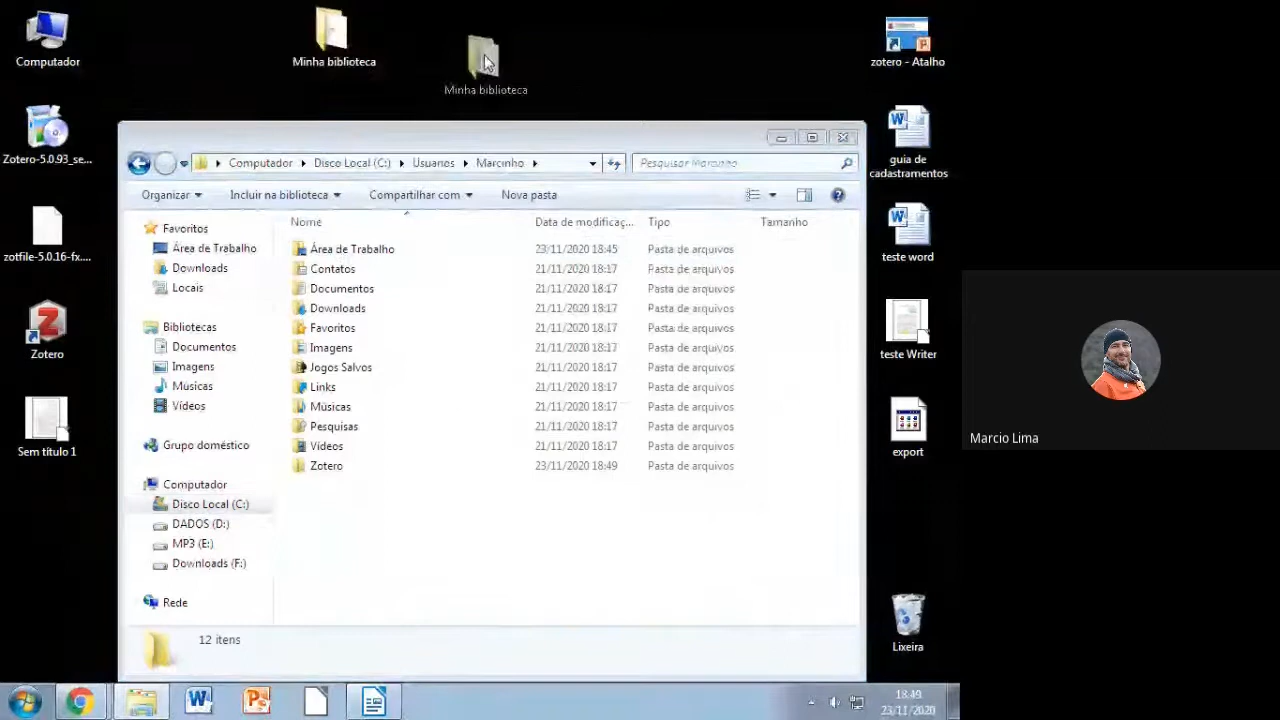 Computador
Minha biblioteca
Minha biblioteca
zotero - Atalho
Zotero-5.0.93_se...
zotfile-5.0.16-fx....
Zotero
Sem título 1
guia de
cadastramentos
teste word
teste Writer
export
Lixeira
Computador
Disco Local (C:)
Usuários
Marcinho
Pesquisar Marcinho
Organizar
Incluir na biblioteca
Compartilhar com
Nova pasta
Favoritos
Área de Trabalho
Downloads
Locais
Bibliotecas
Documentos
Imagens
Músicas
Vídeos
Grupo doméstico
Computador
Disco Local (C:)
DADOS (D:)
MP3 (E:)
Downloads (F:)
Rede
Nome Data de modificaç... Tipo Tamanho
Área de Trabalho 23/11/2020 18:45 Pasta de arquivos
Contatos 21/11/2020 18:17 Pasta de arquivos
Documentos 21/11/2020 18:17 Pasta de arquivos
Downloads 21/11/2020 18:17 Pasta de arquivos
Favoritos 21/11/2020 18:17 Pasta de arquivos
Imagens 21/11/2020 18:17 Pasta de arquivos
Jogos Salvos 21/11/2020 18:17 Pasta de arquivos
Links 21/11/2020 18:17 Pasta de arquivos
Músicas 21/11/2020 18:17 Pasta de arquivos
Pesquisas 21/11/2020 18:17 Pasta de arquivos
Vídeos 21/11/2020 18:17 Pasta de arquivos
Zotero 23/11/2020 18:49 Pasta de arquivos
12 itens
18:49
23/11/2020
Marcio Lima